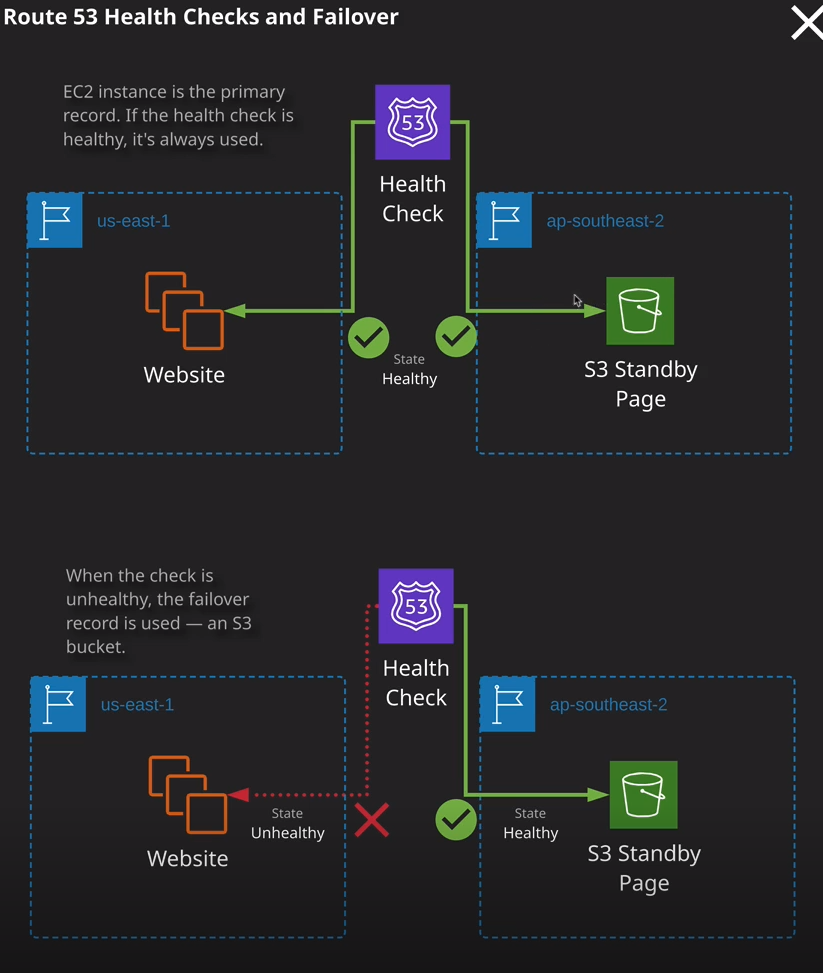 Route 53 Health Checks and Failover
EC2 instance is the primary
record. If the health check is
healthy, it's always used.
53
Health
Check
us-east-1
ap-southeast-2
Website
State
Healthy
S3 Standby
Page
When the check is
unhealthy, the failover
record is used — an S3
bucket.
53
Health
Check
us-east-1
ap-southeast-2
Website
State
Unhealthy
State
Healthy
S3 Standby
Page